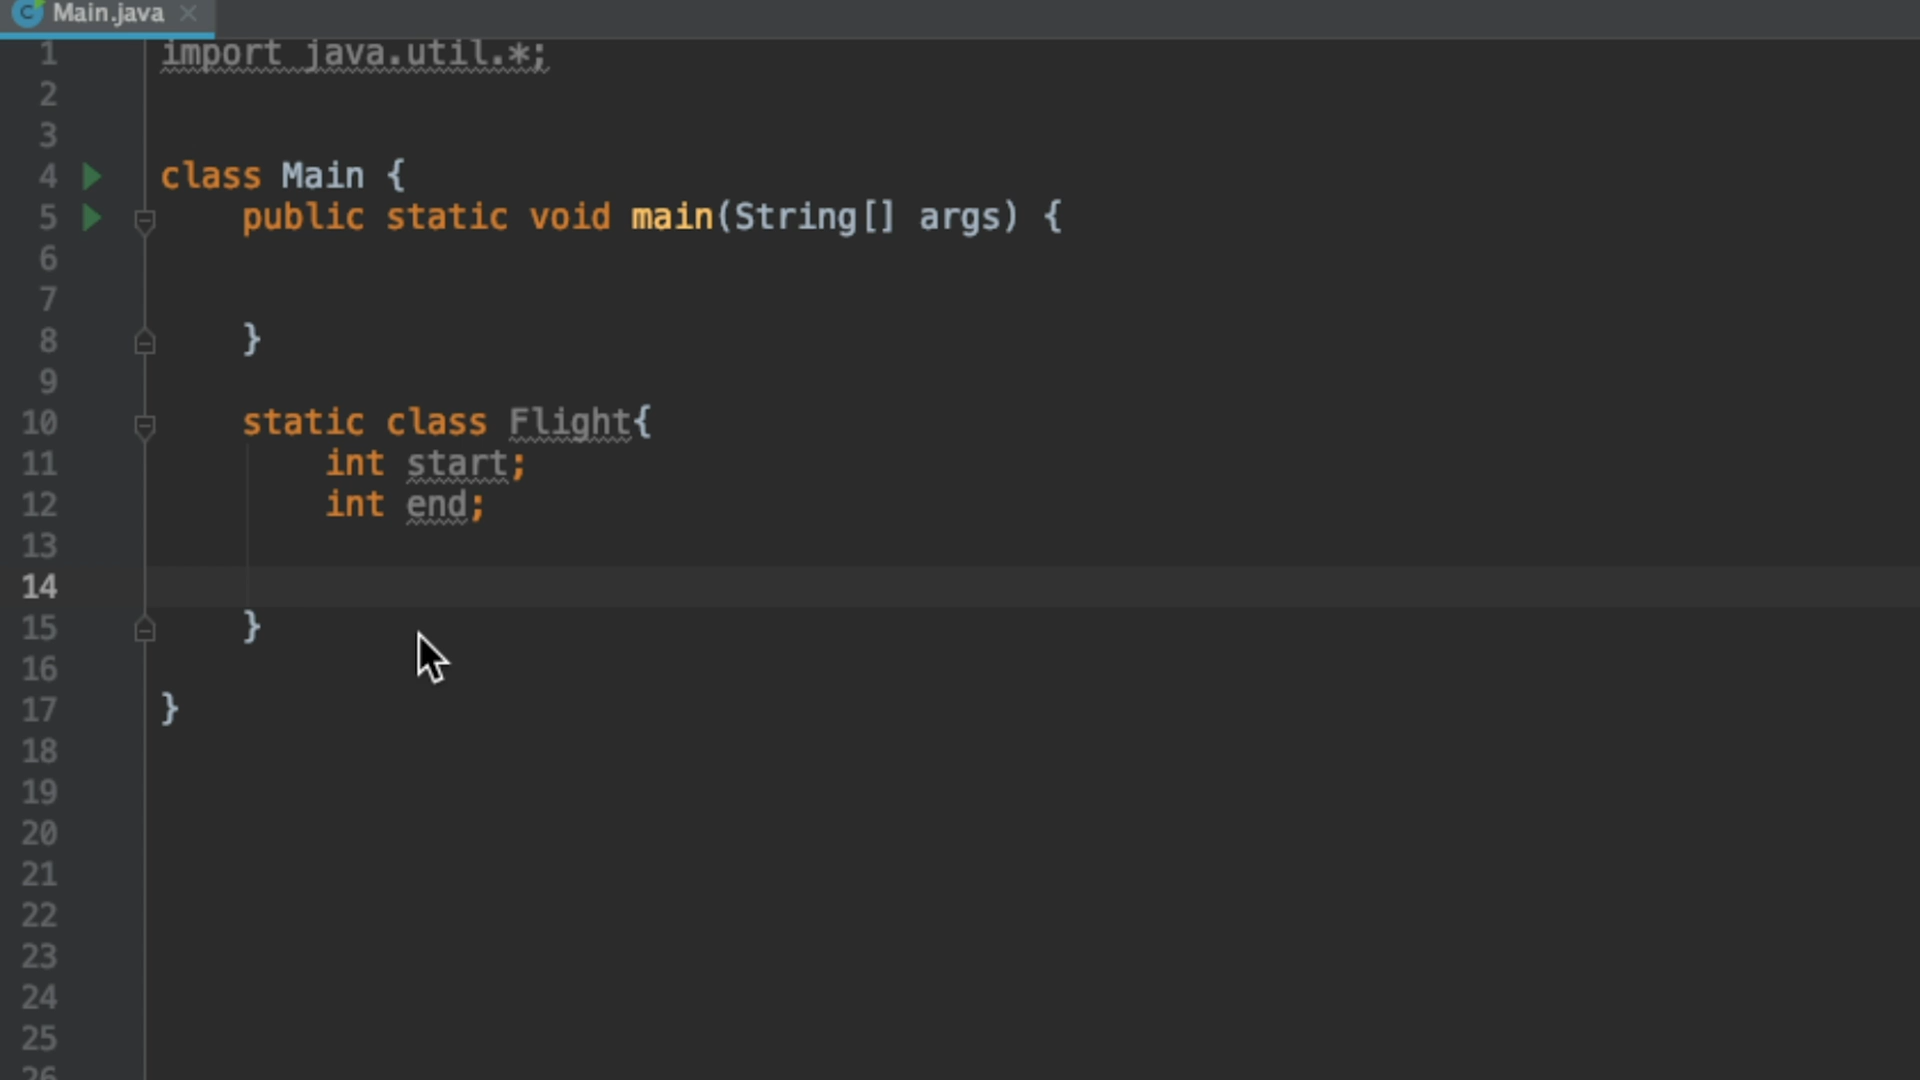 Main.java
1 import java.util.*;
2
3
4 class Main {
5 public static void main(String[] args) {
6
7
8 }
9
10 static class Flight{
11 int start;
12 int end;
13
14
15 }
16
17 }
18
19
20
21
22
23
24
25
26